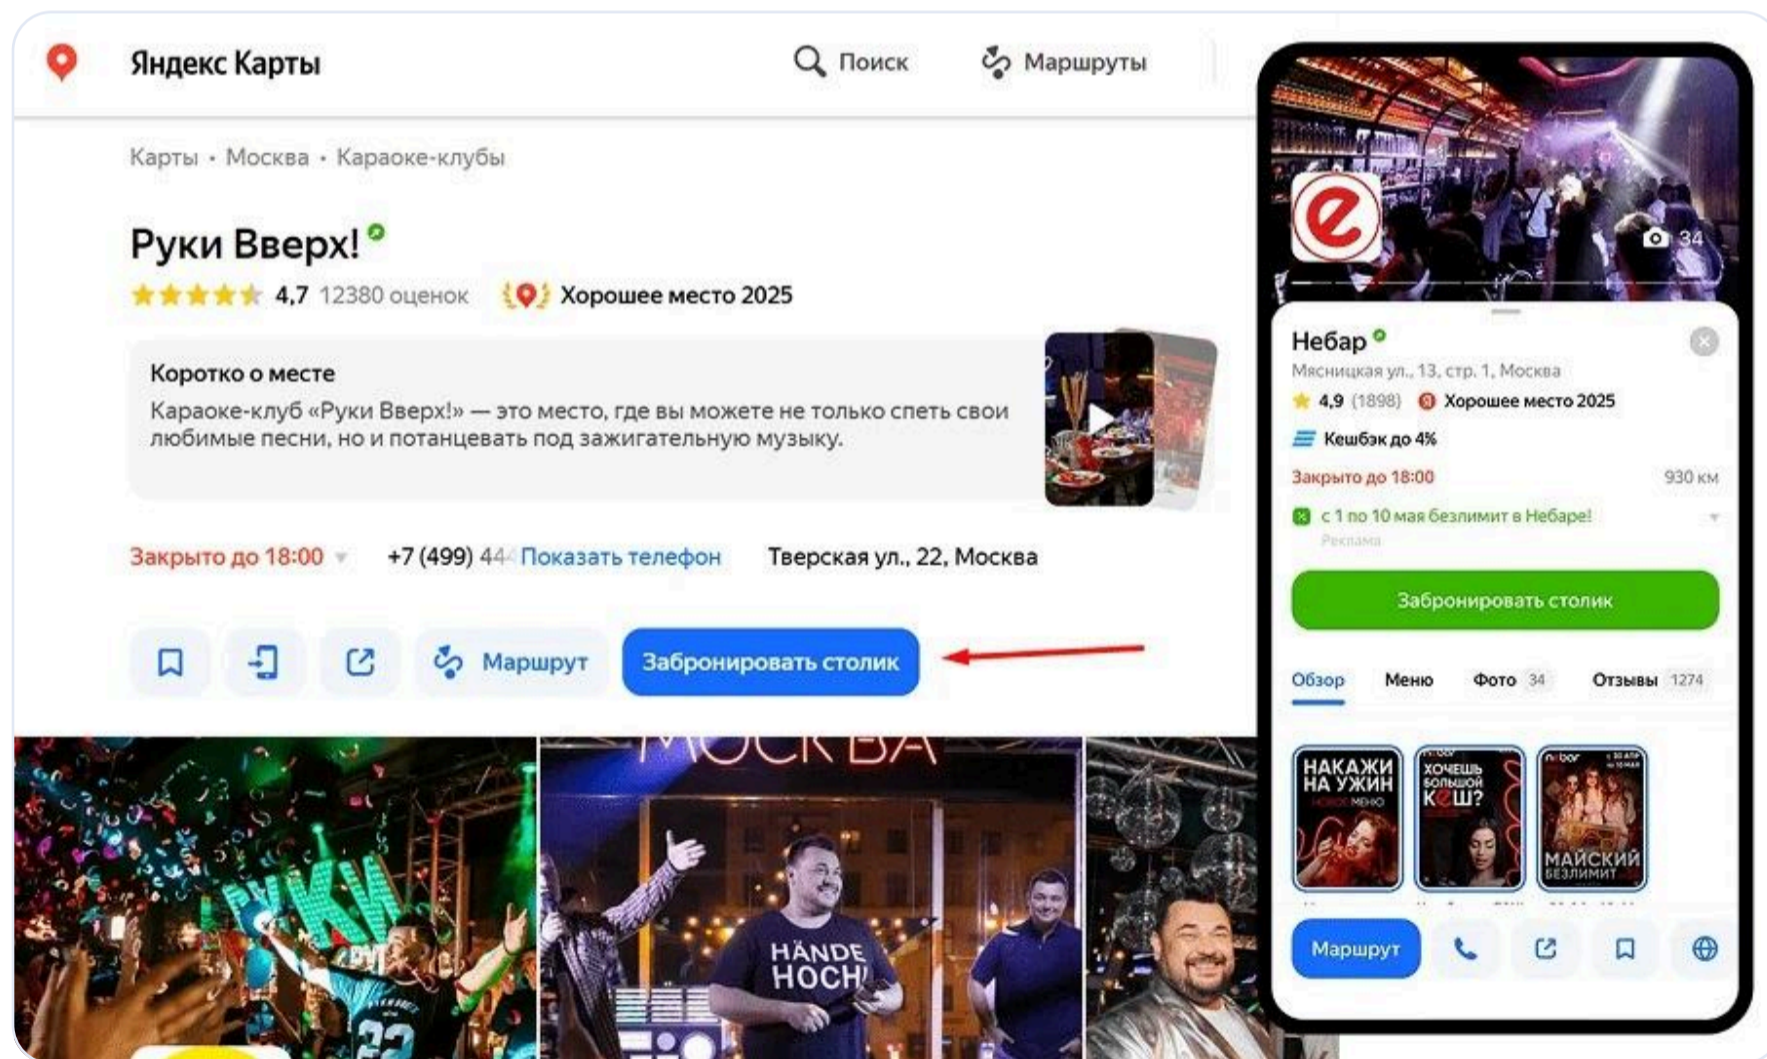 Яндекс Карты
Поиск
Маршруты
Карты • Москва • Караоке-клубы
Руки Вверх!
4,7 12380 оценок
Хорошее место 2025
Коротко о месте
Караоке-клуб «Руки Вверх!» — это место, где вы можете не только спеть свои
любимые песни, но и потанцевать под зажигательную музыку.
Закрыто до 18:00
+7 (499) 44
Показать телефон
Тверская ул., 22, Москва
Маршрут
Забронировать столик
РУКИ
22
МОСКВА
HÄNDE
HOCH!
34
Небар
Мясницкая ул., 13, стр. 1, Москва
4,9 (1898)
Хорошее место 2025
Кешбэк до 4%
Закрыто до 18:00
930 км
с 1 по 10 мая безлимит в Небаре!
Реклама
Забронировать столик
Обзор
Меню
Фото 34
Отзывы 1274
НАКАЖИ
НА УЖИН
НОВОЕ МЕНЮ
ХОЧЕШЬ
БОЛЬШОЙ
КЕШ?
МАЙСКИЙ
БЕЗЛИМИТ
Маршрут